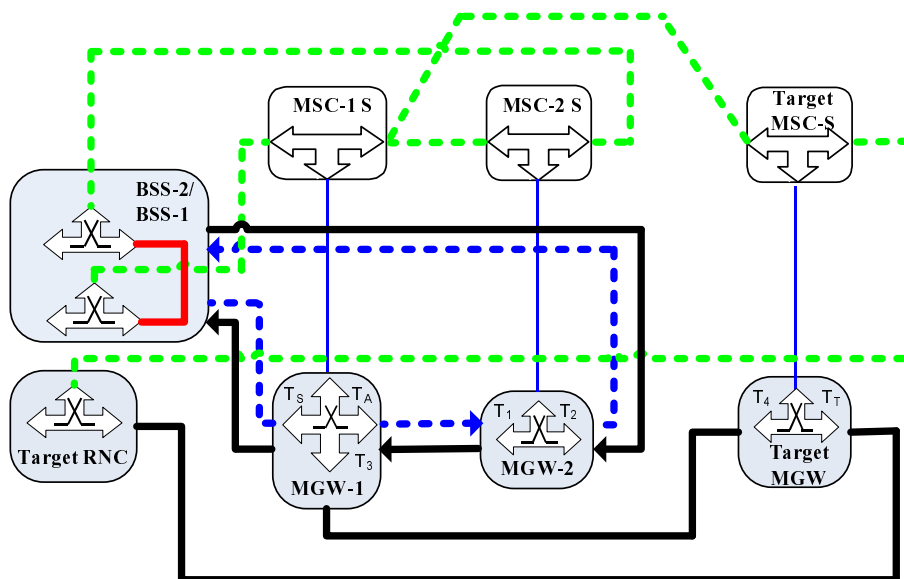 MSC-1 S
MSC-2 S
Target
MSC-S
BSS-2/
BSS-1
TS
TA
T3
MGW-1
T1
T2
MGW-2
T4
TT
Target
MGW
Target RNC